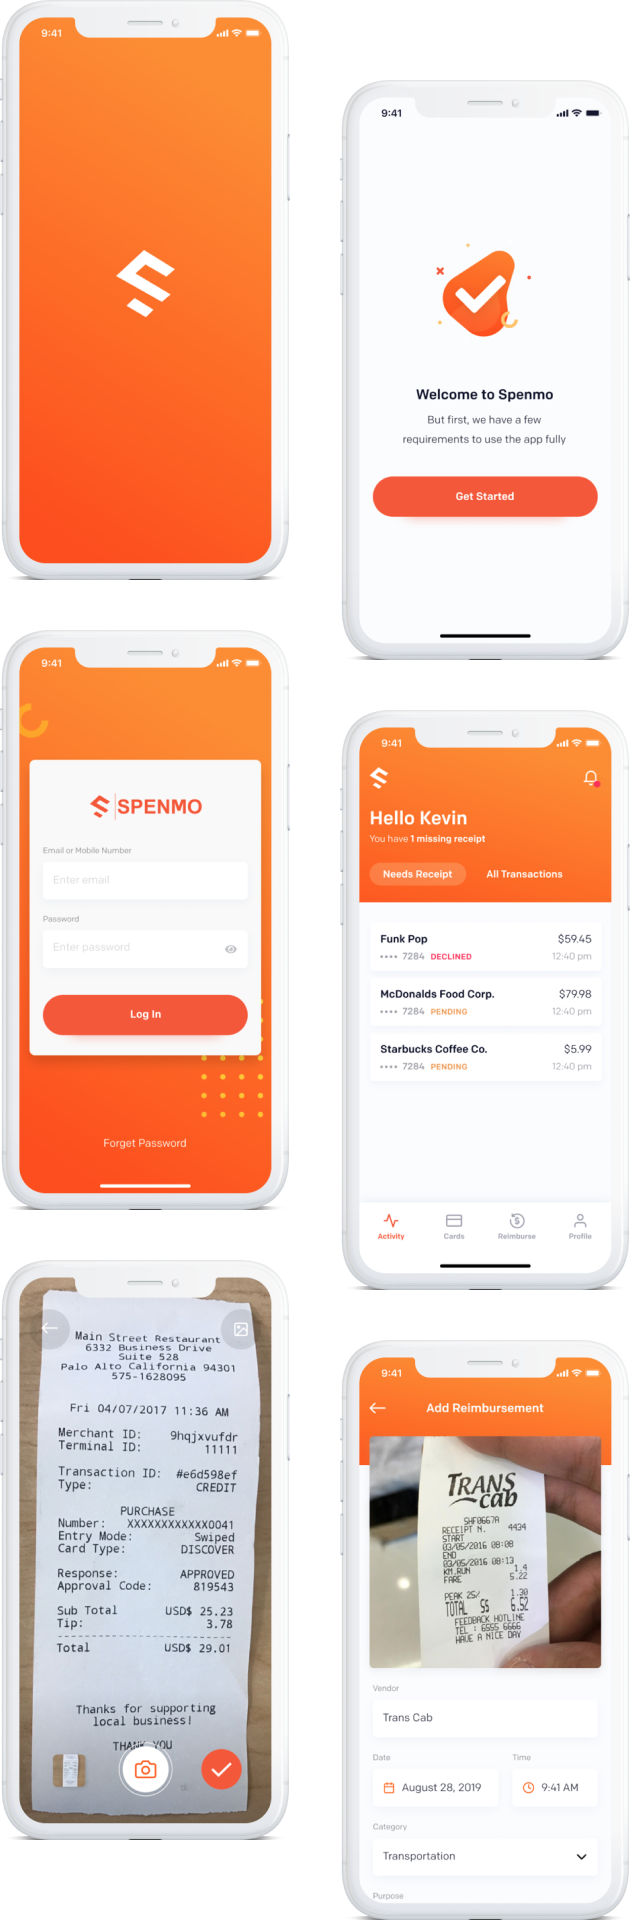 9:41
9:41
Welcome to Spenmo
But first, we have a few
requirements to use the app fully
Get Started
9:41
SPENMO
Email or Mobile Number
Enter email
Password
Enter password
Log In
Forget Password
9:41
Hello Kevin
You have 1 missing receipt
Needs Receipt All Transactions
Funk Pop $59.45
•••• 7284 DECLINED 12:40 pm
McDonalds Food Corp. $79.98
•••• 7284 PENDING 12:40 pm
Starbucks Coffee Co. $5.99
•••• 7284 PENDING 12:40 pm
Activity Cards Reimburse Profile
Main Street Restaurant
6332 Business Drive
Suite 528
Palo Alto California 94301
575-1628095
Fri 04/07/2017 11:36 AM
Merchant ID: 9hqjxvufdr
Terminal ID: 11111
Transaction ID: #e6d598ef
Type: CREDIT
PURCHASE
Number: XXXXXXXXXXXX0041
Entry Mode: Swiped
Card Type: DISCOVER
Response: APPROVED
Approval Code: 819543
Sub Total USD$ 25.23
Tip: 3.78
Total USD$ 29.01
Thanks for supporting
local business!
THANK YOU
9:41
Add Reimbursement
TRANS
cab
SHF0667A
RECEIPT N. 4434
START
03/05/2016 08:08
END
03/05/2016 08:13
KM.RUN 1.4
FARE 5.22
PEAK 25% 1.30
TOTAL S$ 6.52
FEEDBACK HOTLINE
TEL : 6555 6666
HAVE A NICE DAY
Vendor
Trans Cab
Date Time
August 28, 2019 9:41 AM
Category
Transportation
Purpose